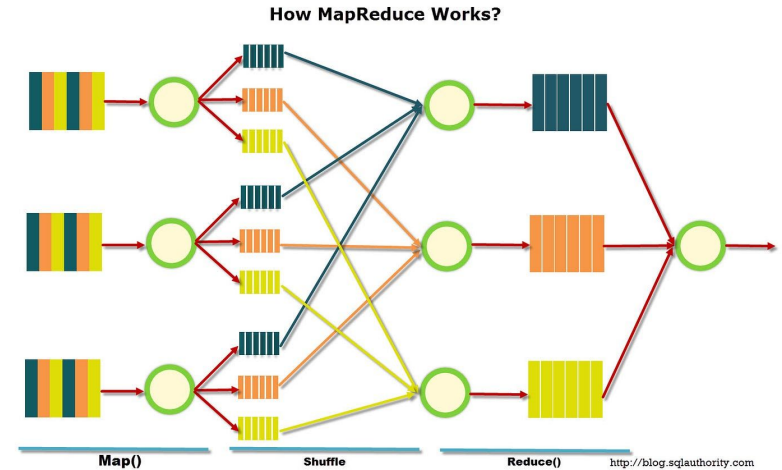 How MapReduce Works?
Map()
Shuffle
Reduce()
http://blog.sqlauthority.com